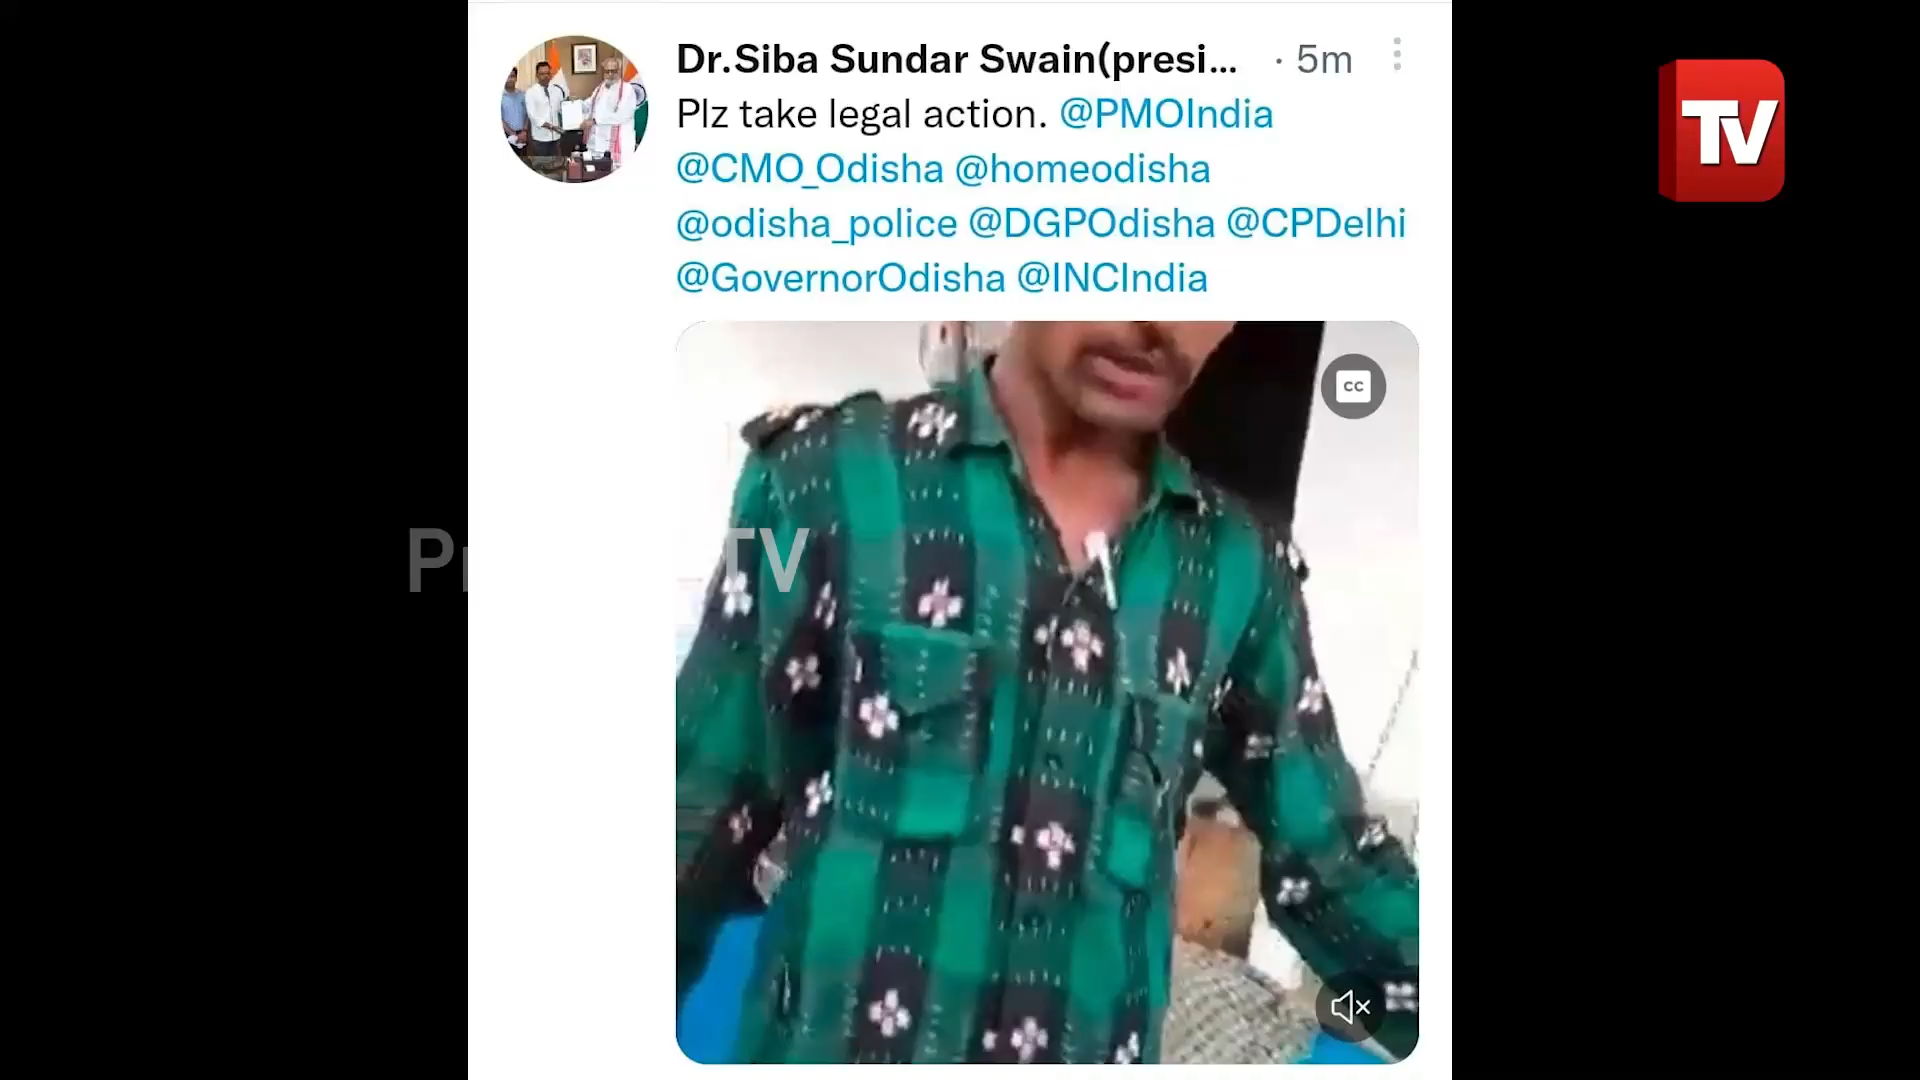 Dr.Siba Sundar Swain(presi... · 5m
Plz take legal action. @PMOIndia
@CMO_Odisha @homeodisha
@odisha_police @DGPOdisha @CPDelhi
@GovernorOdisha @INCIndia
CC
TV
TV